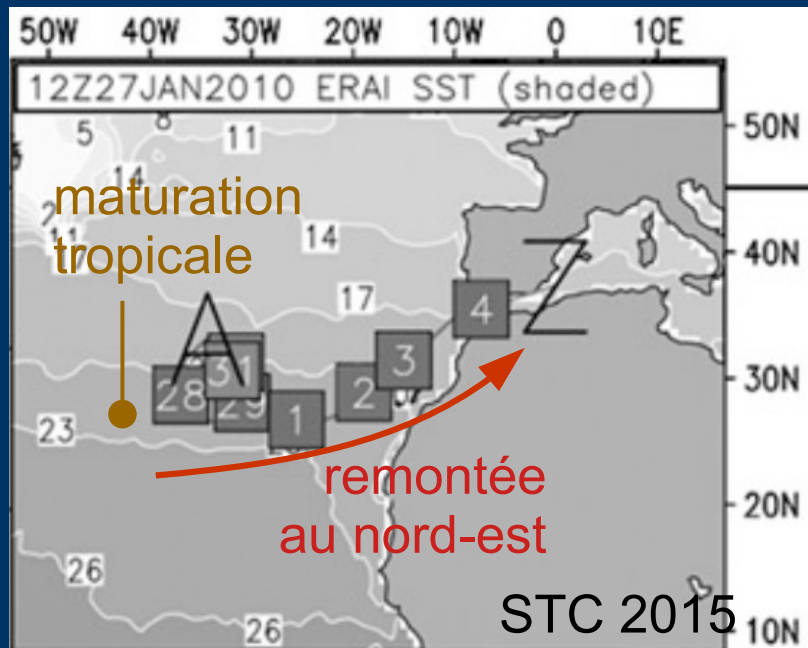 50W 40W 30W 20W 10W 0 10E
12Z27JAN2010 ERAI SST (shaded)
50N
5 8 11
14
maturation
tropicale
14
40N
17
A Z
4
31 3
28 29 2 30N
1
23
remontée
au nord-est
20N
26
26
STC 2015
10N